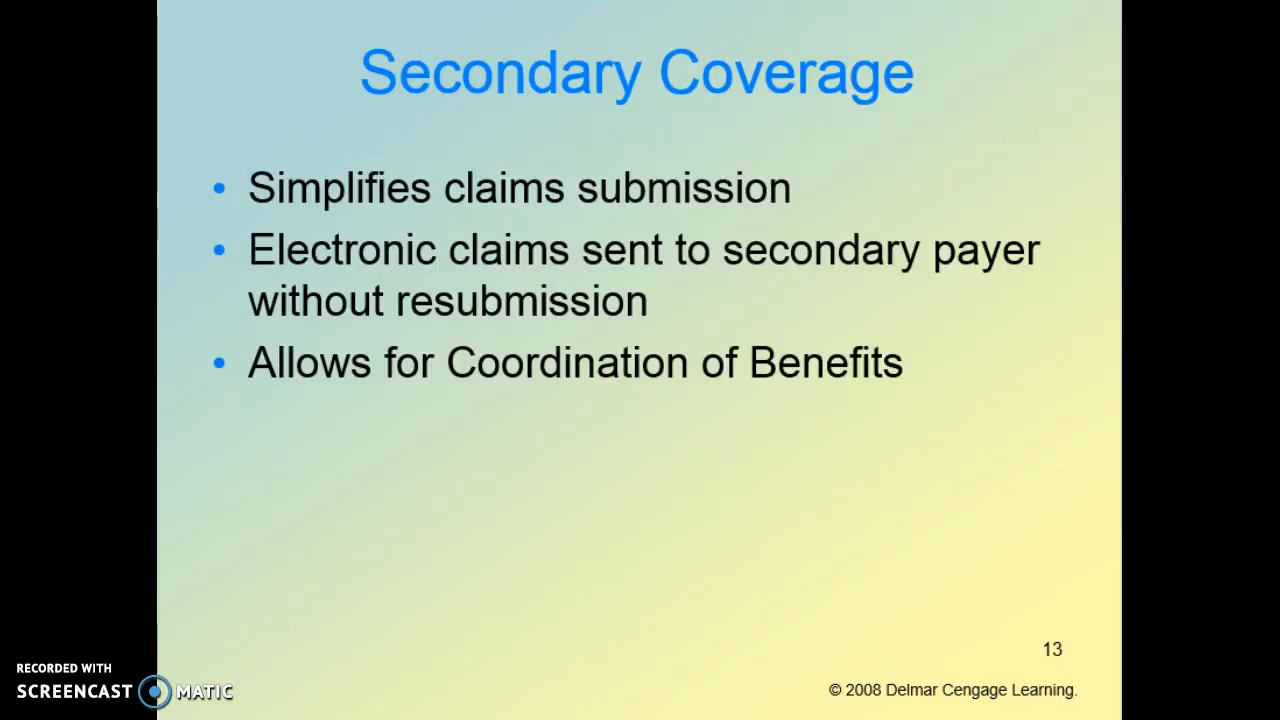 Secondary Coverage
• Simplifies claims submission
• Electronic claims sent to secondary payer
without resubmission
• Allows for Coordination of Benefits
13
RECORDED WITH
SCREENCAST MATIC
© 2008 Delmar Cengage Learning.